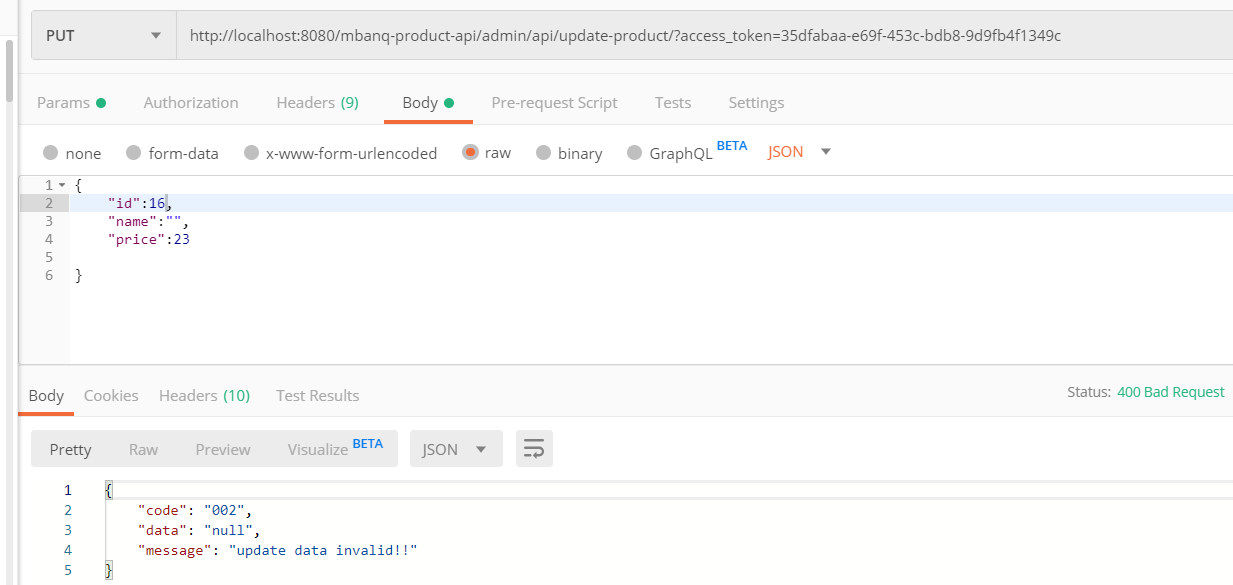 PUT http://localhost:8080/mbanq-product-api/admin/api/update-product/?access_token=35dfabaa-e69f-453c-bdb8-9d9fb4f1349c
Params Authorization Headers (9) Body Pre-request Script Tests Settings
none form-data x-www-form-urlencoded raw binary GraphQL BETA JSON
1 {
2 "id":16,
3 "name":"",
4 "price":23
5
6 }
Body Cookies Headers (10) Test Results Status: 400 Bad Request
Pretty Raw Preview Visualize BETA JSON
1 {
2 "code": "002",
3 "data": "null",
4 "message": "update data invalid!!"
5 }